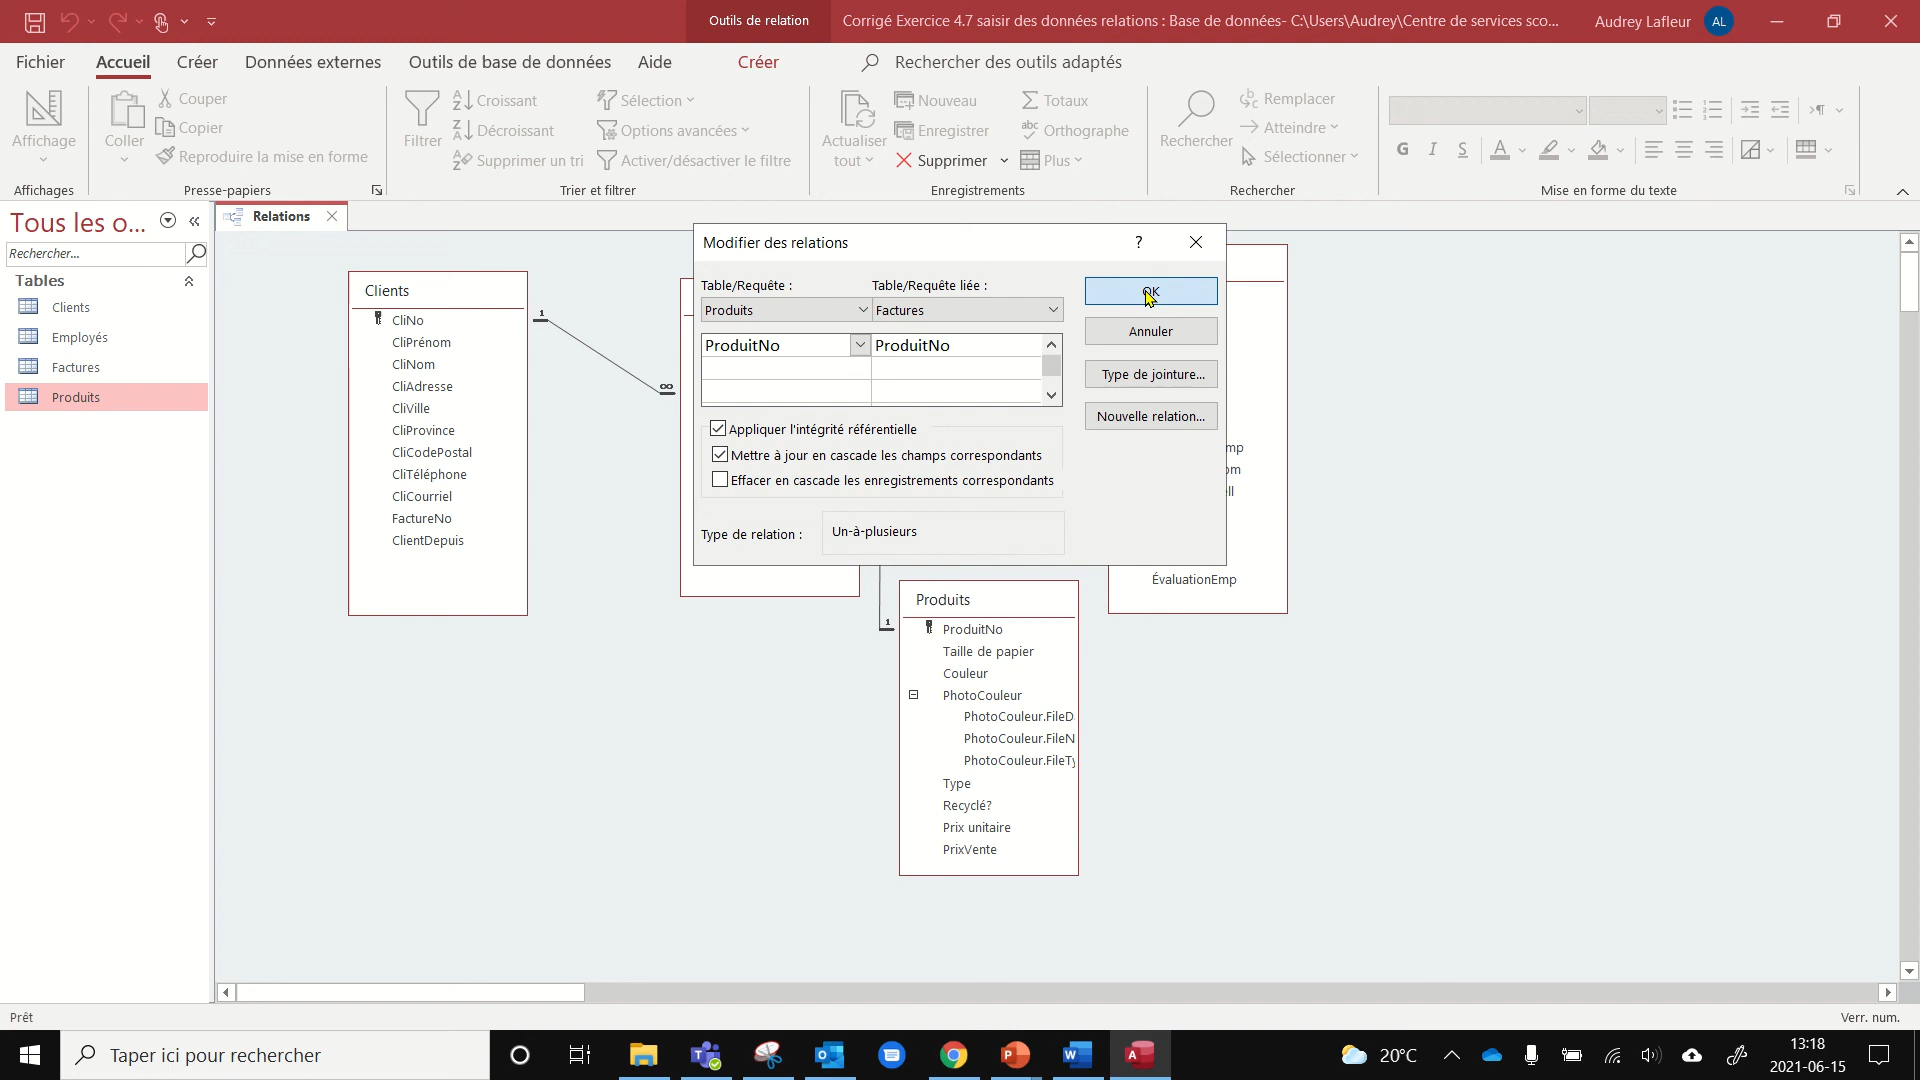 Outils de relation
Corrigé Exercice 4.7 saisir des données relations : Base de données- C:\Users\Audrey\Centre de services sco...
Audrey Lafleur
AL
Fichier
Accueil
Créer
Données externes
Outils de base de données
Aide
Créer
Rechercher des outils adaptés
Affichage
Affichages
Coller
Couper
Copier
Reproduire la mise en forme
Presse-papiers
Filtrer
Croissant
Décroissant
Supprimer un tri
Sélection
Options avancées
Activer/désactiver le filtre
Trier et filtrer
Actualiser
tout
Nouveau
Enregistrer
Supprimer
Totaux
Orthographe
Plus
Enregistrements
Rechercher
Remplacer
Atteindre
Sélectionner
Rechercher
G I S A
Mise en forme du texte
Tous les o...
Rechercher...
Tables
Clients
Employés
Factures
Produits
Relations
Clients
CliNo
CliPrénom
CliNom
CliAdresse
CliVille
CliProvince
CliCodePostal
CliTéléphone
CliCourriel
FactureNo
ClientDepuis
1
∞
Modifier des relations
?
Table/Requête :
Table/Requête liée :
Produits
Factures
ProduitNo
ProduitNo
OK
Annuler
Type de jointure...
Nouvelle relation...
Appliquer l'intégrité référentielle
Mettre à jour en cascade les champs correspondants
Effacer en cascade les enregistrements correspondants
Type de relation :
Un-à-plusieurs
mp
om
ll
ÉvaluationEmp
1
Produits
ProduitNo
Taille de papier
Couleur
PhotoCouleur
PhotoCouleur.FileD
PhotoCouleur.FileN
PhotoCouleur.FileTy
Type
Recyclé?
Prix unitaire
PrixVente
Prêt
Verr. num.
Taper ici pour rechercher
20°C
13:18
2021-06-15